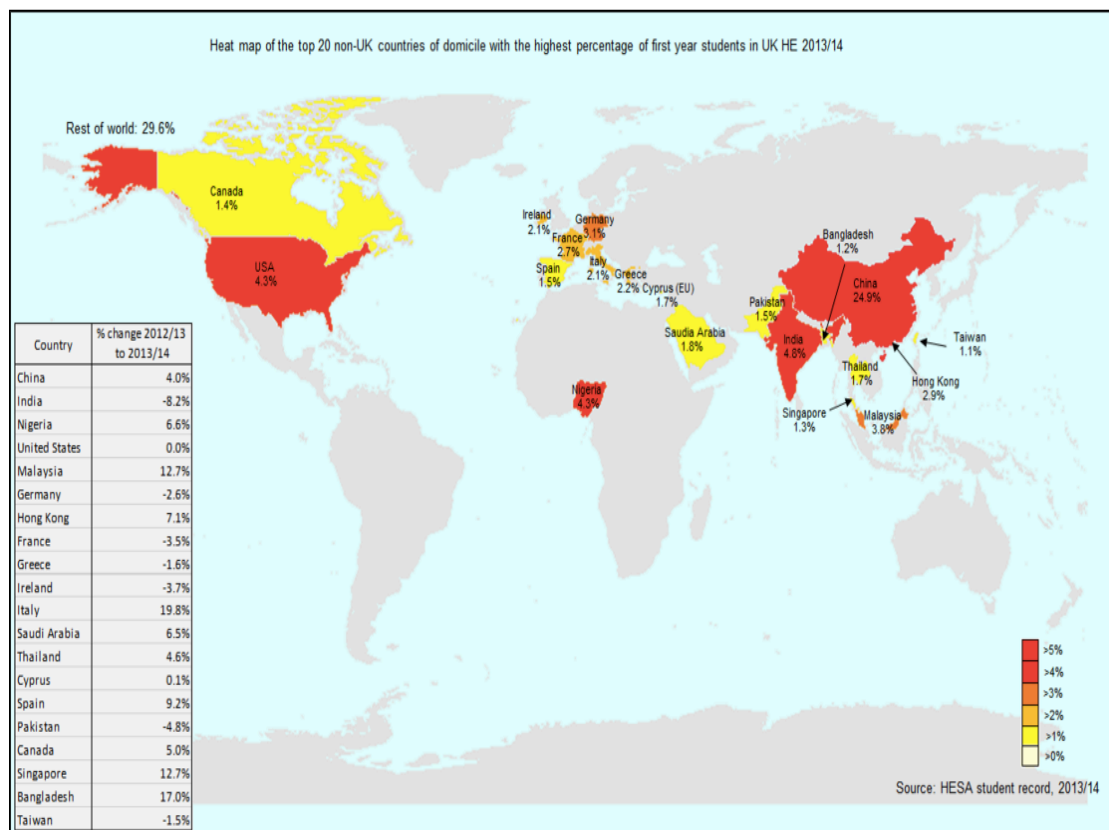 Heat map of the top 20 non-UK countries of domicile with the highest percentage of first year students in UK HE 2013/14
Rest of world: 29.6%
Canada
1.4%
USA
4.3%
Ireland
2.1%
Germany
3.1%
France
2.7%
Spain
1.5%
Italy
2.1%
Greece
2.2%
Cyprus (EU)
1.7%
Saudia Arabia
1.8%
Nigeria
4.3%
Bangladesh
1.2%
China
24.9%
Pakistan
1.5%
India
4.8%
Taiwan
1.1%
Thailand
1.7%
Hong Kong
2.9%
Singapore
1.3%
Malaysia
3.8%
Country % change 2012/13
to 2013/14
China 4.0%
India -8.2%
Nigeria 6.6%
United States 0.0%
Malaysia 12.7%
Germany -2.6%
Hong Kong 7.1%
France -3.5%
Greece -1.6%
Ireland -3.7%
Italy 19.8%
Saudi Arabia 6.5%
Thailand 4.6%
Cyprus 0.1%
Spain 9.2%
Pakistan -4.8%
Canada 5.0%
Singapore 12.7%
Bangladesh 17.0%
Taiwan -1.5%
>5%
>4%
>3%
>2%
>1%
>0%
Source: HESA student record, 2013/14